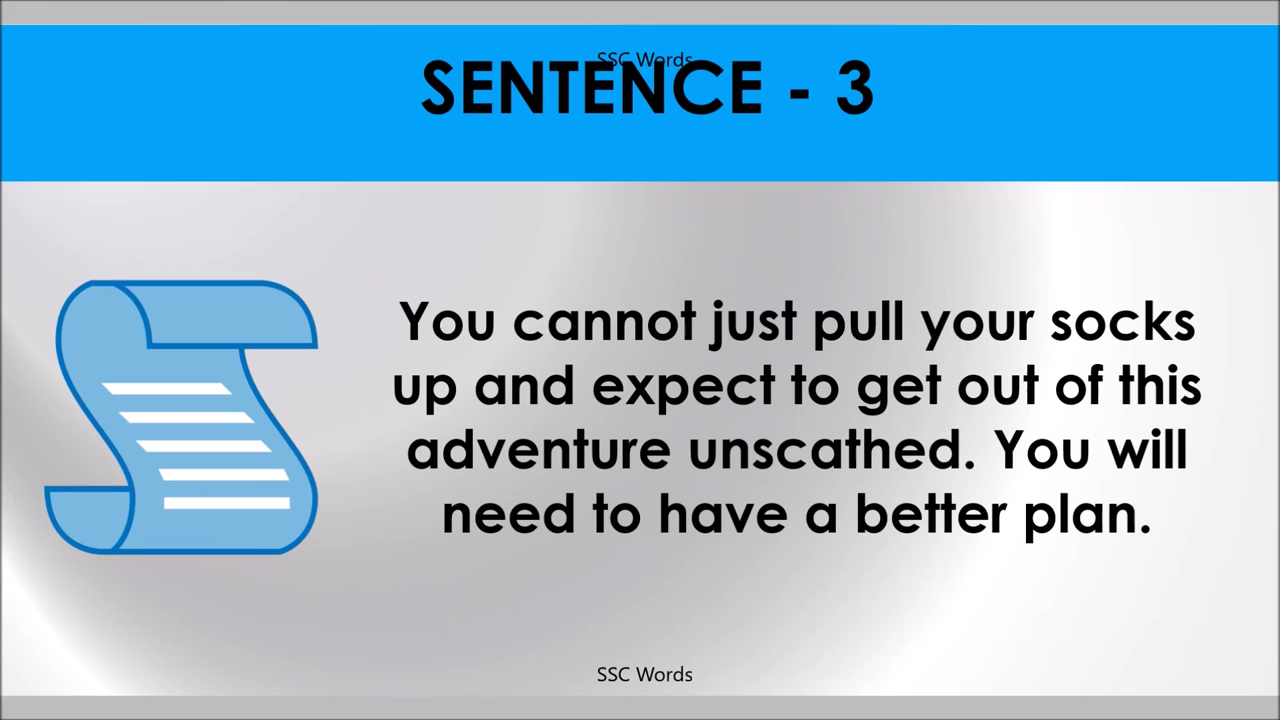 SSC Words
SENTENCE - 3
You cannot just pull your socks
up and expect to get out of this
adventure unscathed. You will
need to have a better plan.
SSC Words